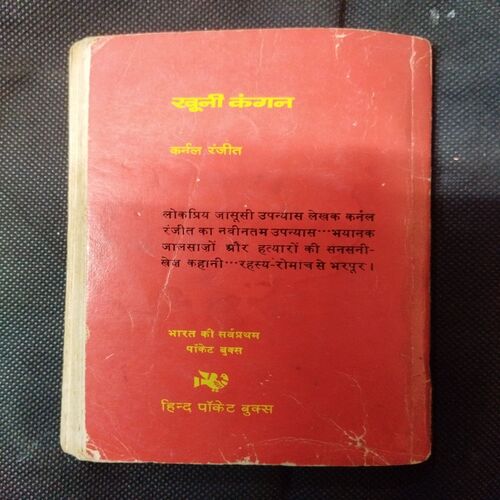 खूनी कंगन
कर्नल रंजीत
लोकप्रिय जासूसी उपन्यास लेखक कर्नल
रंजीत का नवीनतम उपन्यास···भयानक
जालसाजों और हत्यारों की सनसनी-
खेज कहानी···रहस्य-रोमांच से भरपूर।
भारत की सर्वप्रथम
पॉकेट बुक्स
हिन्द पॉकेट बुक्स